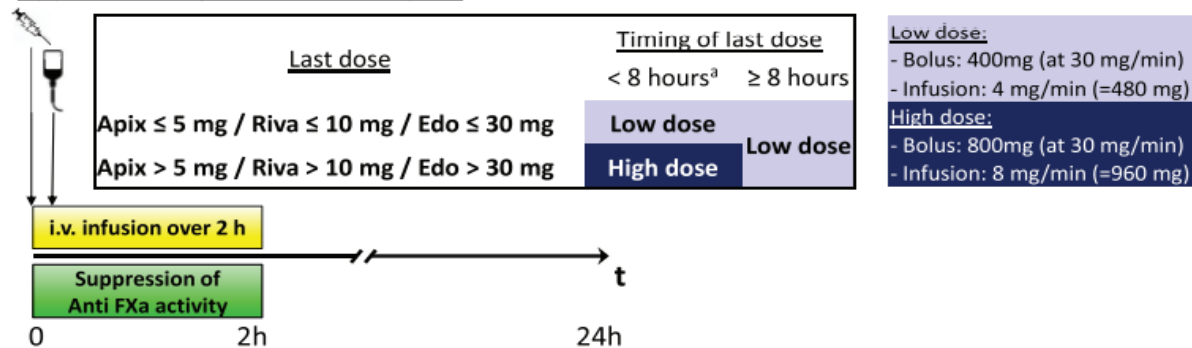 Last dose
Timing of last dose
< 8 hoursᵃ ≥ 8 hours
Apix ≤ 5 mg / Riva ≤ 10 mg / Edo ≤ 30 mg Low dose
Low dose
Apix > 5 mg / Riva > 10 mg / Edo > 30 mg High dose
Low dose:
- Bolus: 400mg (at 30 mg/min)
- Infusion: 4 mg/min (=480 mg)
High dose:
- Bolus: 800mg (at 30 mg/min)
- Infusion: 8 mg/min (=960 mg)
i.v. infusion over 2 h
t
Suppression of
Anti FXa activity
0 2h 24h